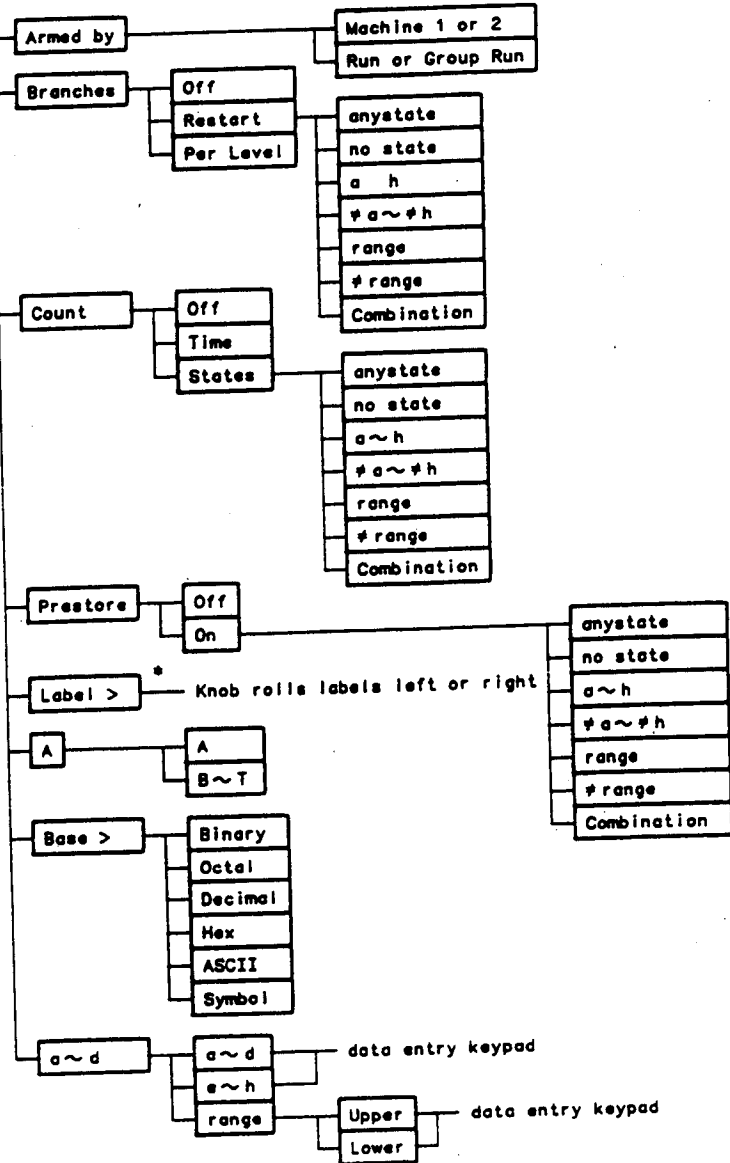 Armed by
Machine 1 or 2
Run or Group Run
Branches
Off
Restart
Per Level
anystate
no state
a h
≠a~≠h
range
≠range
Combination
Count
Off
Time
States
anystate
no state
a~h
≠a~≠h
range
≠range
Combination
Prestore
Off
On
anystate
no state
a~h
≠a~≠h
range
≠range
Combination
Label >
* Knob rolls labels left or right
A
A
B~T
Base >
Binary
Octal
Decimal
Hex
ASCII
Symbol
a~d
a~d
e~h
range
data entry keypad
Upper
Lower
data entry keypad